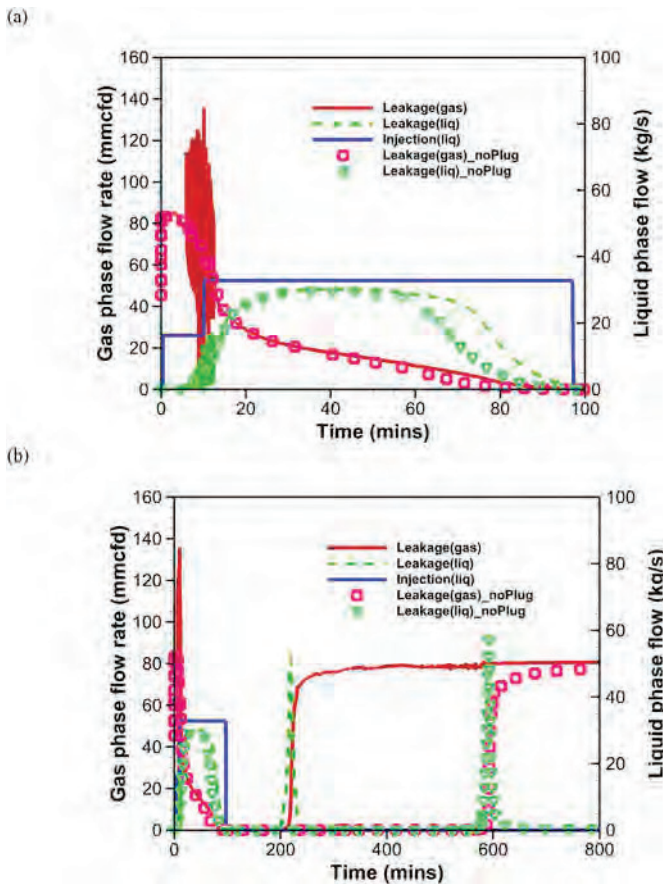 (a)
160
140
120
100
80
60
40
20
0
Gas phase flow rate (mmcfd)
100
80
60
40
20
0
Liquid phase flow (kg/s)
Leakage(gas)
Leakage(liq)
Injection(liq)
Leakage(gas)_noPlug
Leakage(liq)_noPlug
0 20 40 60 80 100
Time (mins)
(b)
160
140
120
100
80
60
40
20
0
Gas phase flow rate (mmcfd)
100
80
60
40
20
0
Liquid phase flow (kg/s)
Leakage(gas)
Leakage(liq)
Injection(liq)
Leakage(gas)_noPlug
Leakage(liq)_noPlug
0 200 400 600 800
Time (mins)